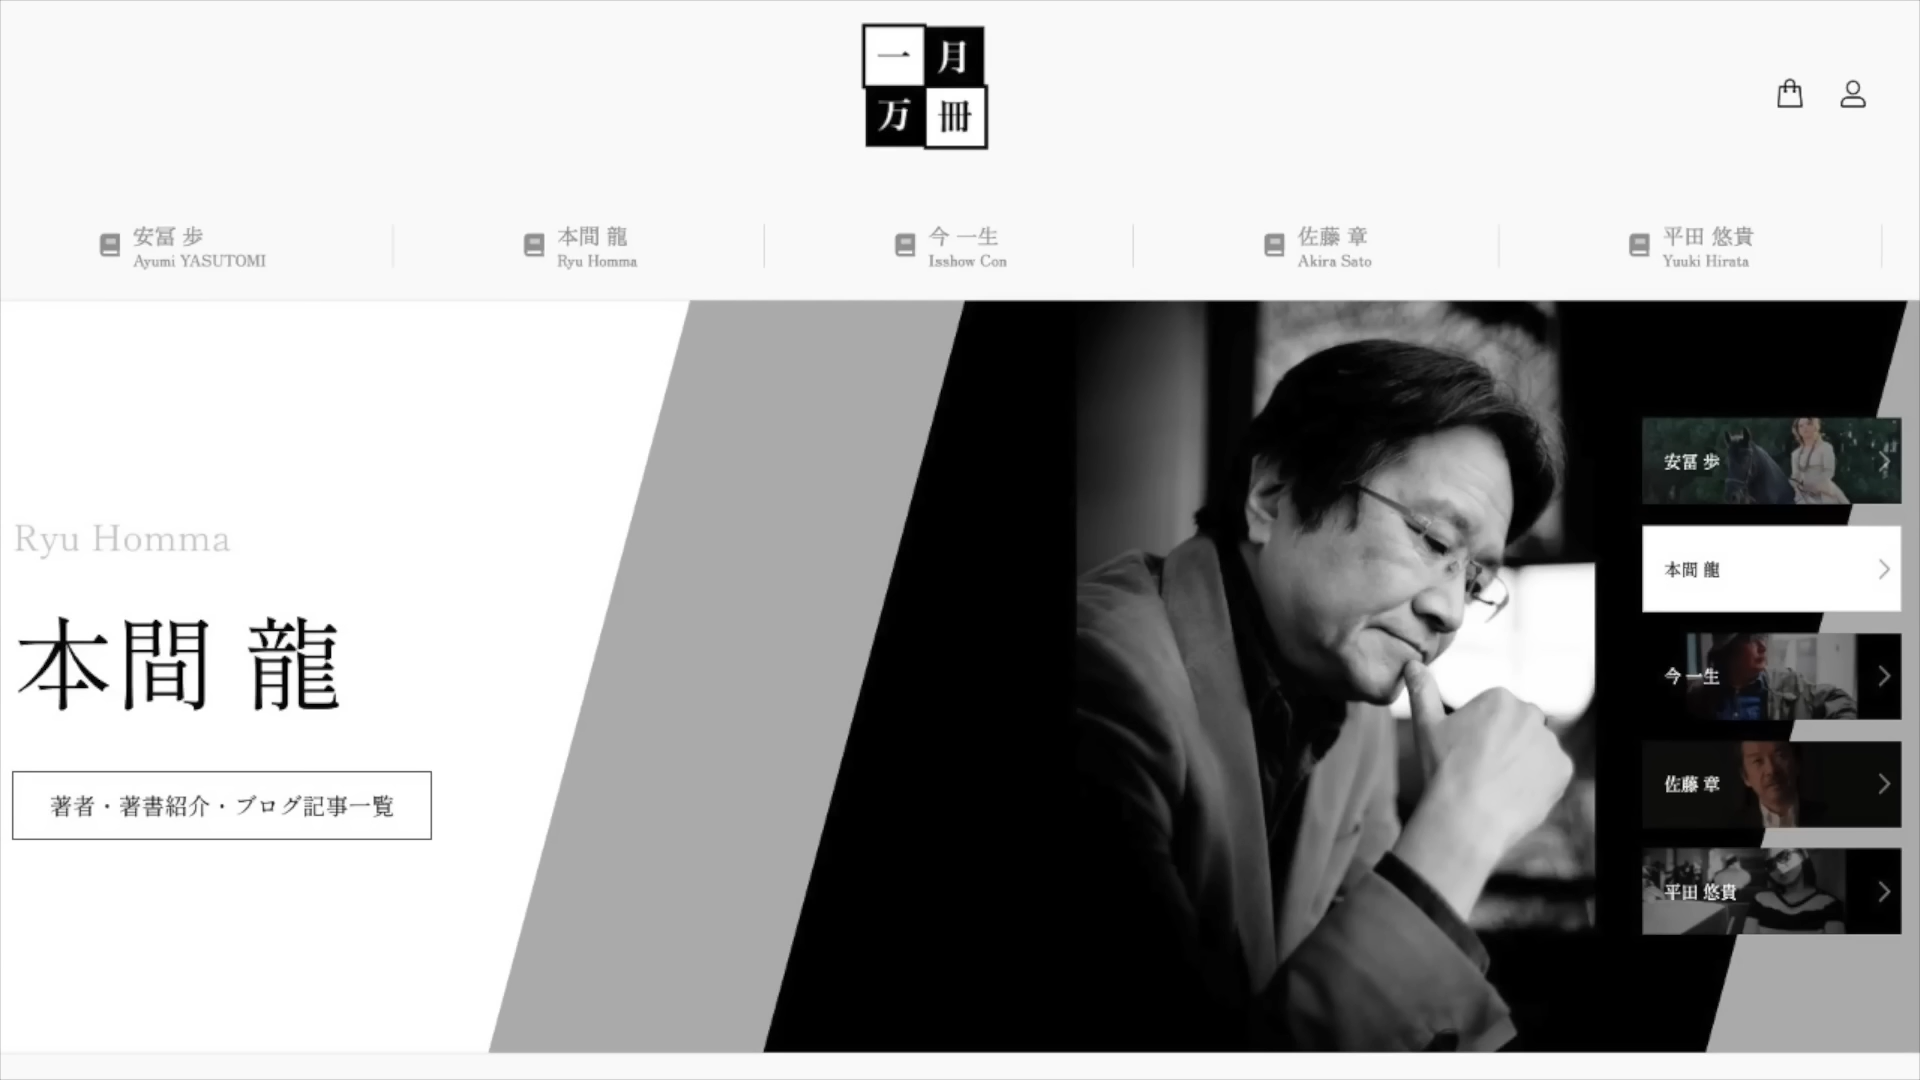 一月
万冊
安冨 歩
Ayumi YASUTOMI
本間 龍
Ryu Homma
今 一生
Isshow Con
佐藤 章
Akira Sato
平田 悠貴
Yuuki Hirata
Ryu Homma
本間 龍
著者・著書紹介・ブログ記事一覧
安冨 歩
本間 龍
今 一生
佐藤 章
平田 悠貴